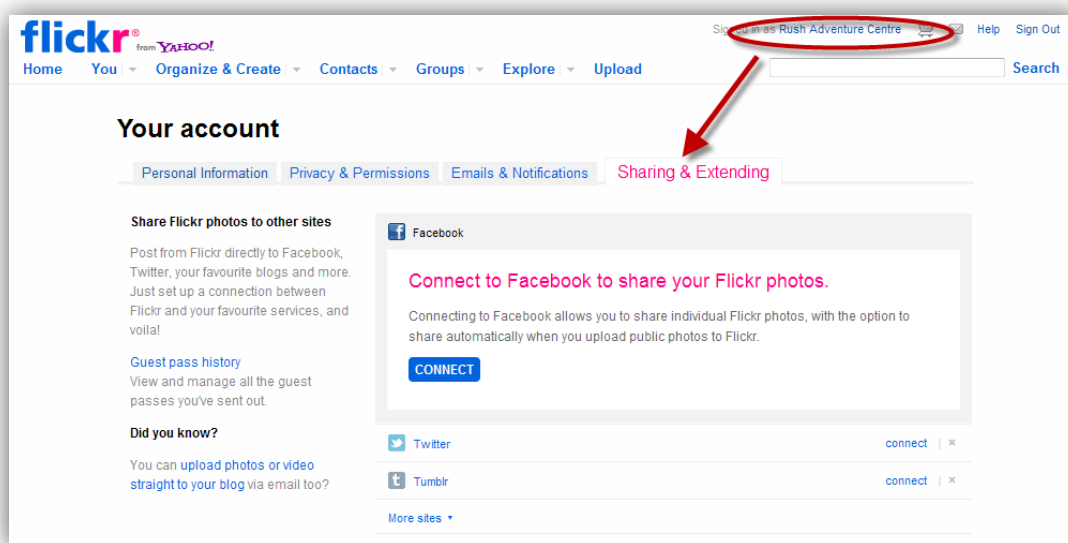 flickr® from YAHOO!
Signed in as Rush Adventure Centre Help Sign Out
Home You Organize & Create Contacts Groups Explore Upload Search
Your account
Personal Information Privacy & Permissions Emails & Notifications Sharing & Extending
Share Flickr photos to other sites
Post from Flickr directly to Facebook,
Twitter, your favourite blogs and more.
Just set up a connection between
Flickr and your favourite services, and
voila!
Guest pass history
View and manage all the guest
passes you've sent out.
Did you know?
You can upload photos or video
straight to your blog via email too?
Facebook
Connect to Facebook to share your Flickr photos.
Connecting to Facebook allows you to share individual Flickr photos, with the option to
share automatically when you upload public photos to Flickr.
CONNECT
Twitter connect | ×
Tumblr connect | ×
More sites